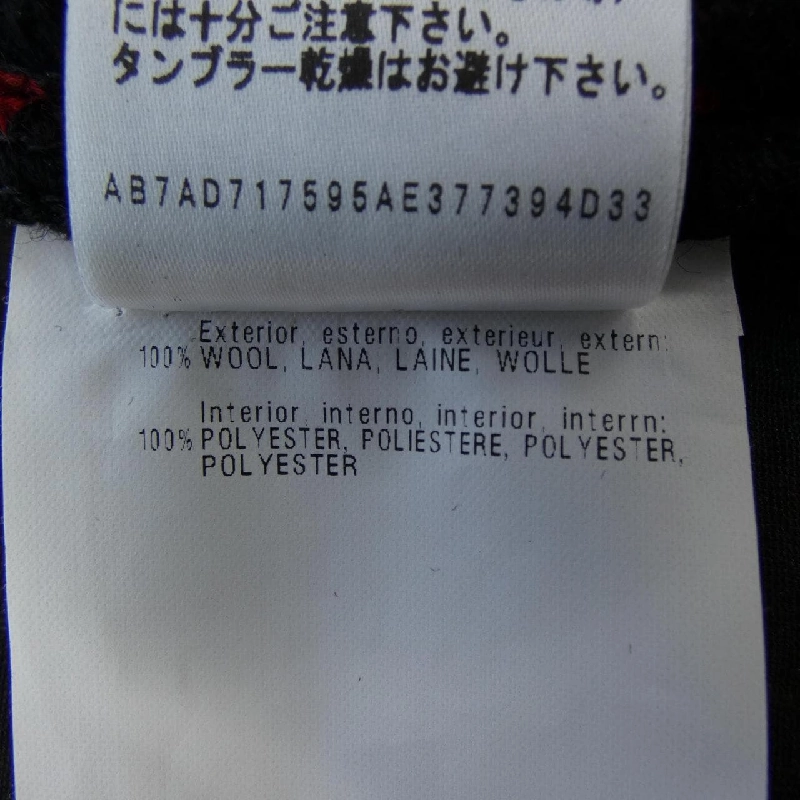 には十分ご注意下さい。
タンブラー乾燥はお避け下さい。
AB7AD717595AE377394D33
Exterior, esterno, exterieur, extern:
100% WOOL, LANA, LAINE, WOLLE
Interior, interno, interior, interrn:
100% POLYESTER, POLIESTERE, POLYESTER,
POLYESTER